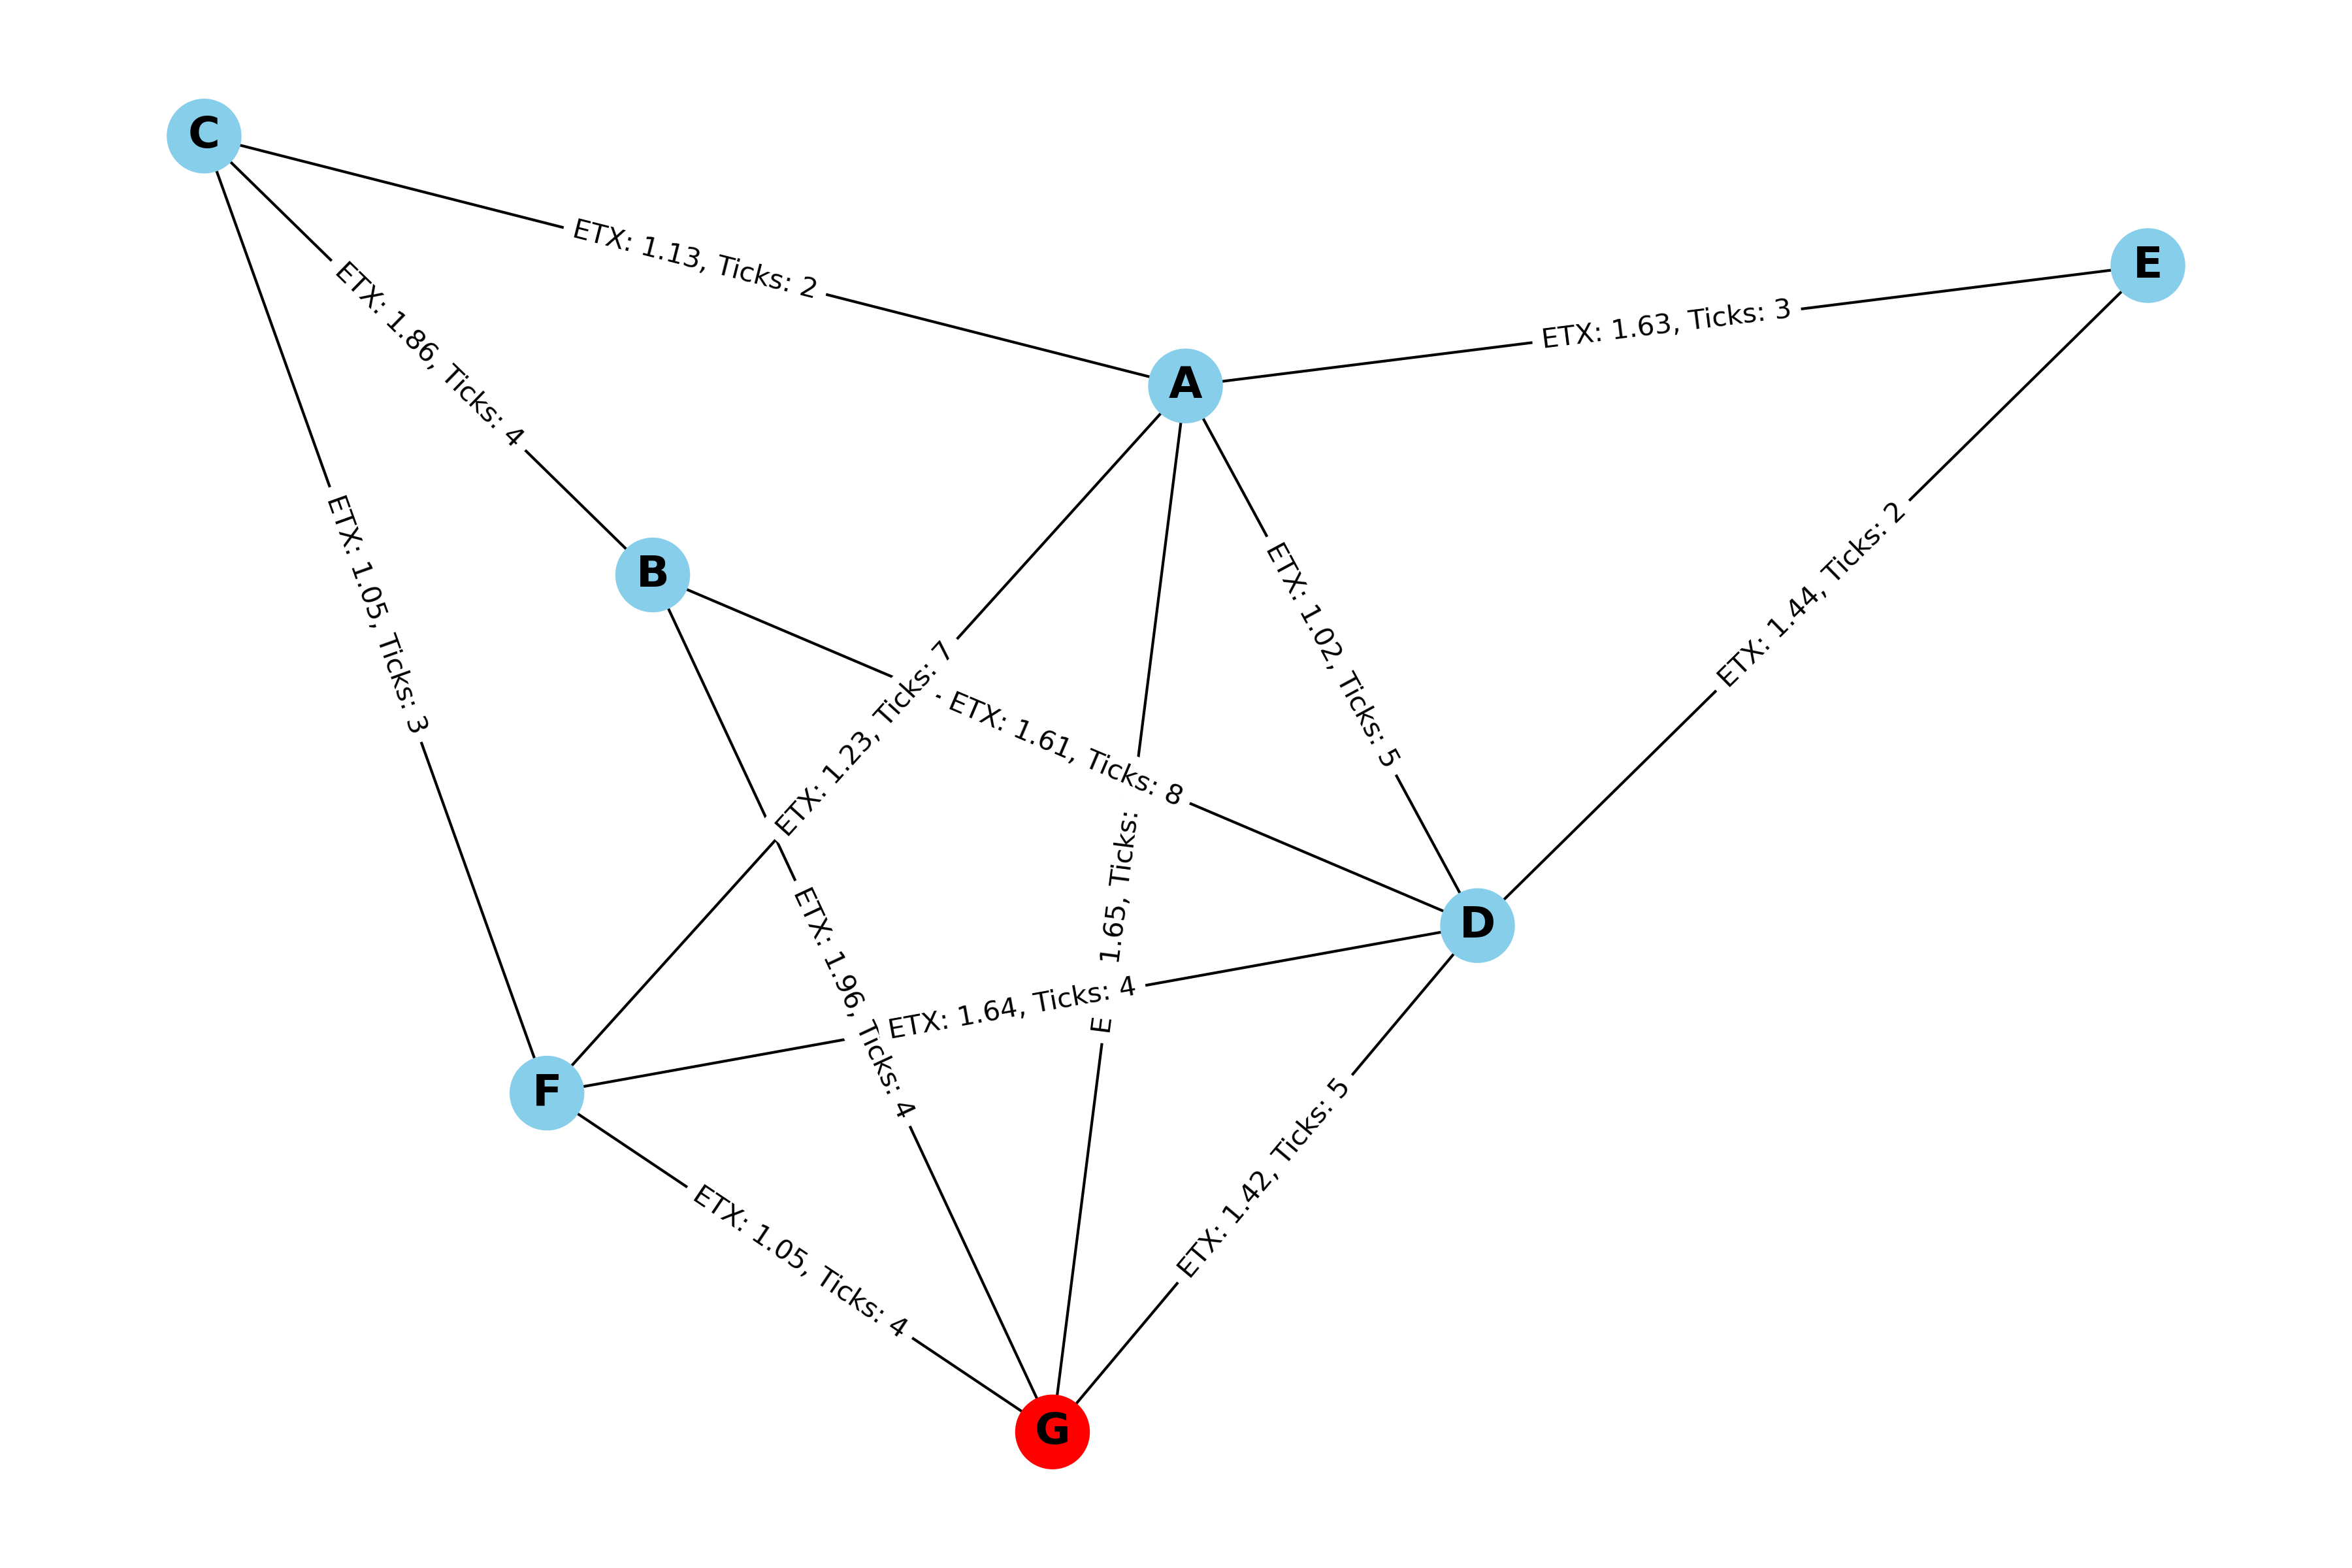 C
ETX: 1.13, Ticks: 2
E
ETX: 1.86, Ticks: 4
ETX: 1.63, Ticks: 3
A
ETX: 1.05, Ticks: 3
B
ETX: 1.02, Ticks: 5
ETX: 1.44, Ticks: 2
ETX: 1.23, Ticks: 7
ETX: 1.61, Ticks: 8
1.65, Ticks:
D
ETX: 1.96, Ticks: 4
ETX: 1.64, Ticks: 4
F
ETX: 1.42, Ticks: 5
ETX: 1.05, Ticks: 4
G